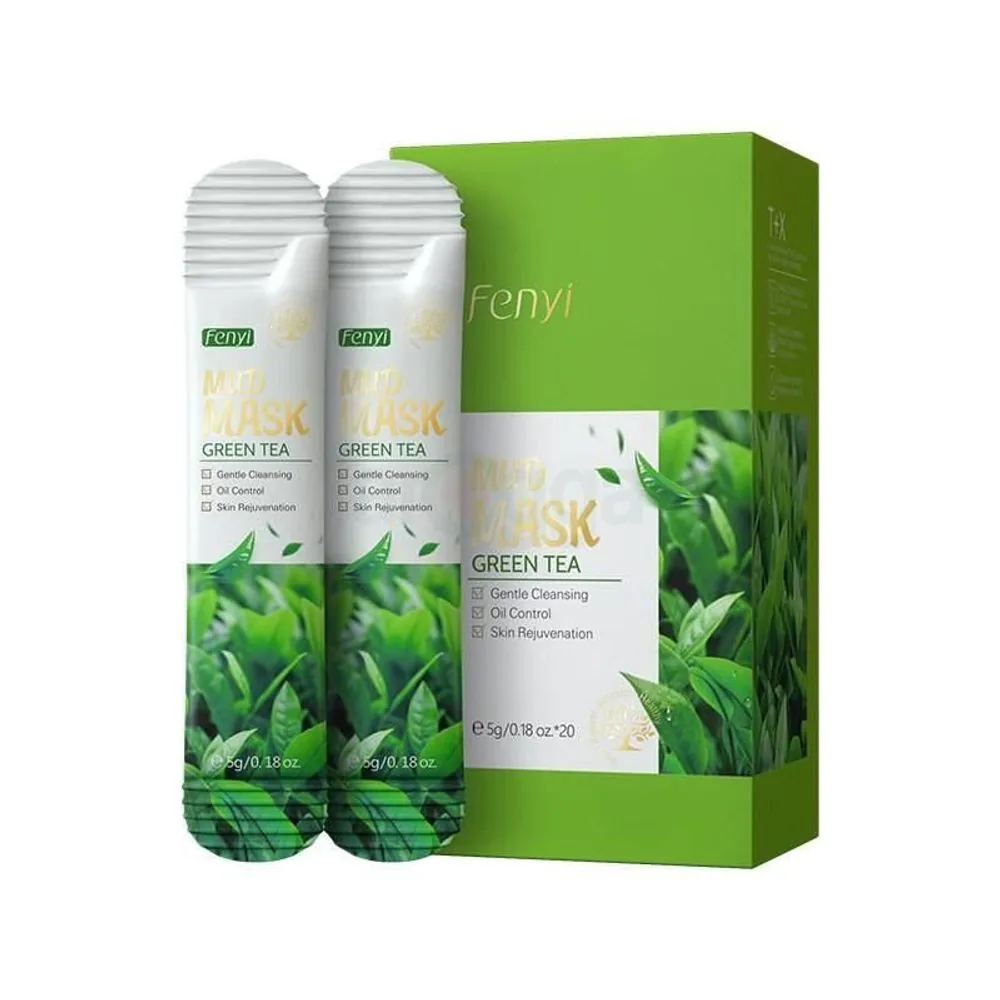 Fenyi
MUD
MASK
GREEN TEA
Gentle Cleansing
Oil Control
Skin Rejuvenation
℮ 5g/0.18 oz.
Fenyi
MUD
MASK
GREEN TEA
Gentle Cleansing
Oil Control
Skin Rejuvenation
℮ 5g/0.18 oz.
Fenyi
MUD
MASK
GREEN TEA
Gentle Cleansing
Oil Control
Skin Rejuvenation
℮ 5g/0.18 oz.*20
T+X